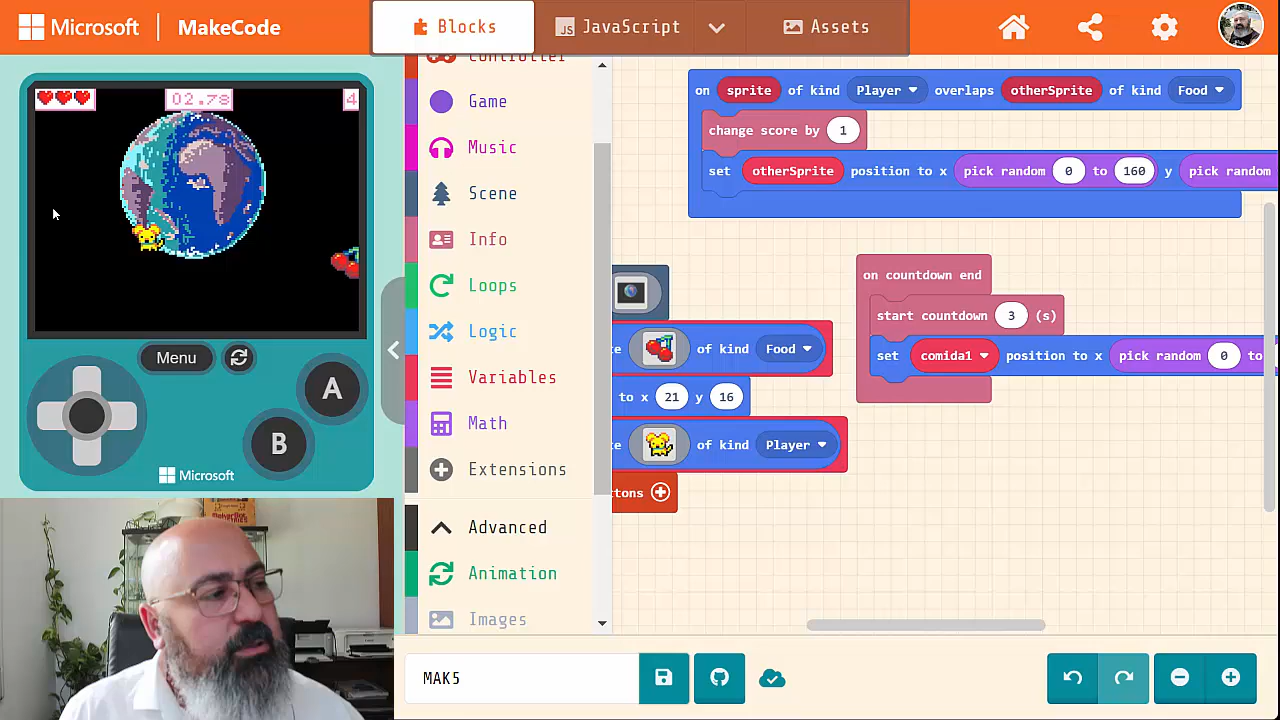 Microsoft | MakeCode
Blocks
JS JavaScript
Assets
02.78
4
Menu
A
B
Microsoft
Controller
Game
Music
Scene
Info
Loops
Logic
Variables
Math
Extensions
Advanced
Animation
Images
on sprite of kind Player overlaps otherSprite of kind Food
change score by 1
set otherSprite position to x pick random 0 to 160 y pick random
of kind Food
to x 21 y 16
of kind Player
on countdown end
start countdown 3 (s)
set comida1 position to x pick random 0 to
MAK5